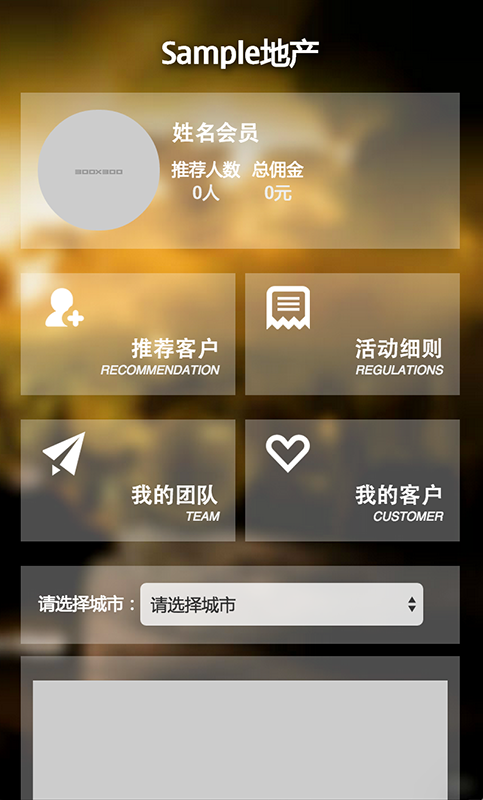 Sample地产
300X300
姓名会员
推荐人数 总佣金
0人 0元
推荐客户
RECOMMENDATION
活动细则
REGULATIONS
我的团队
TEAM
我的客户
CUSTOMER
请选择城市：请选择城市